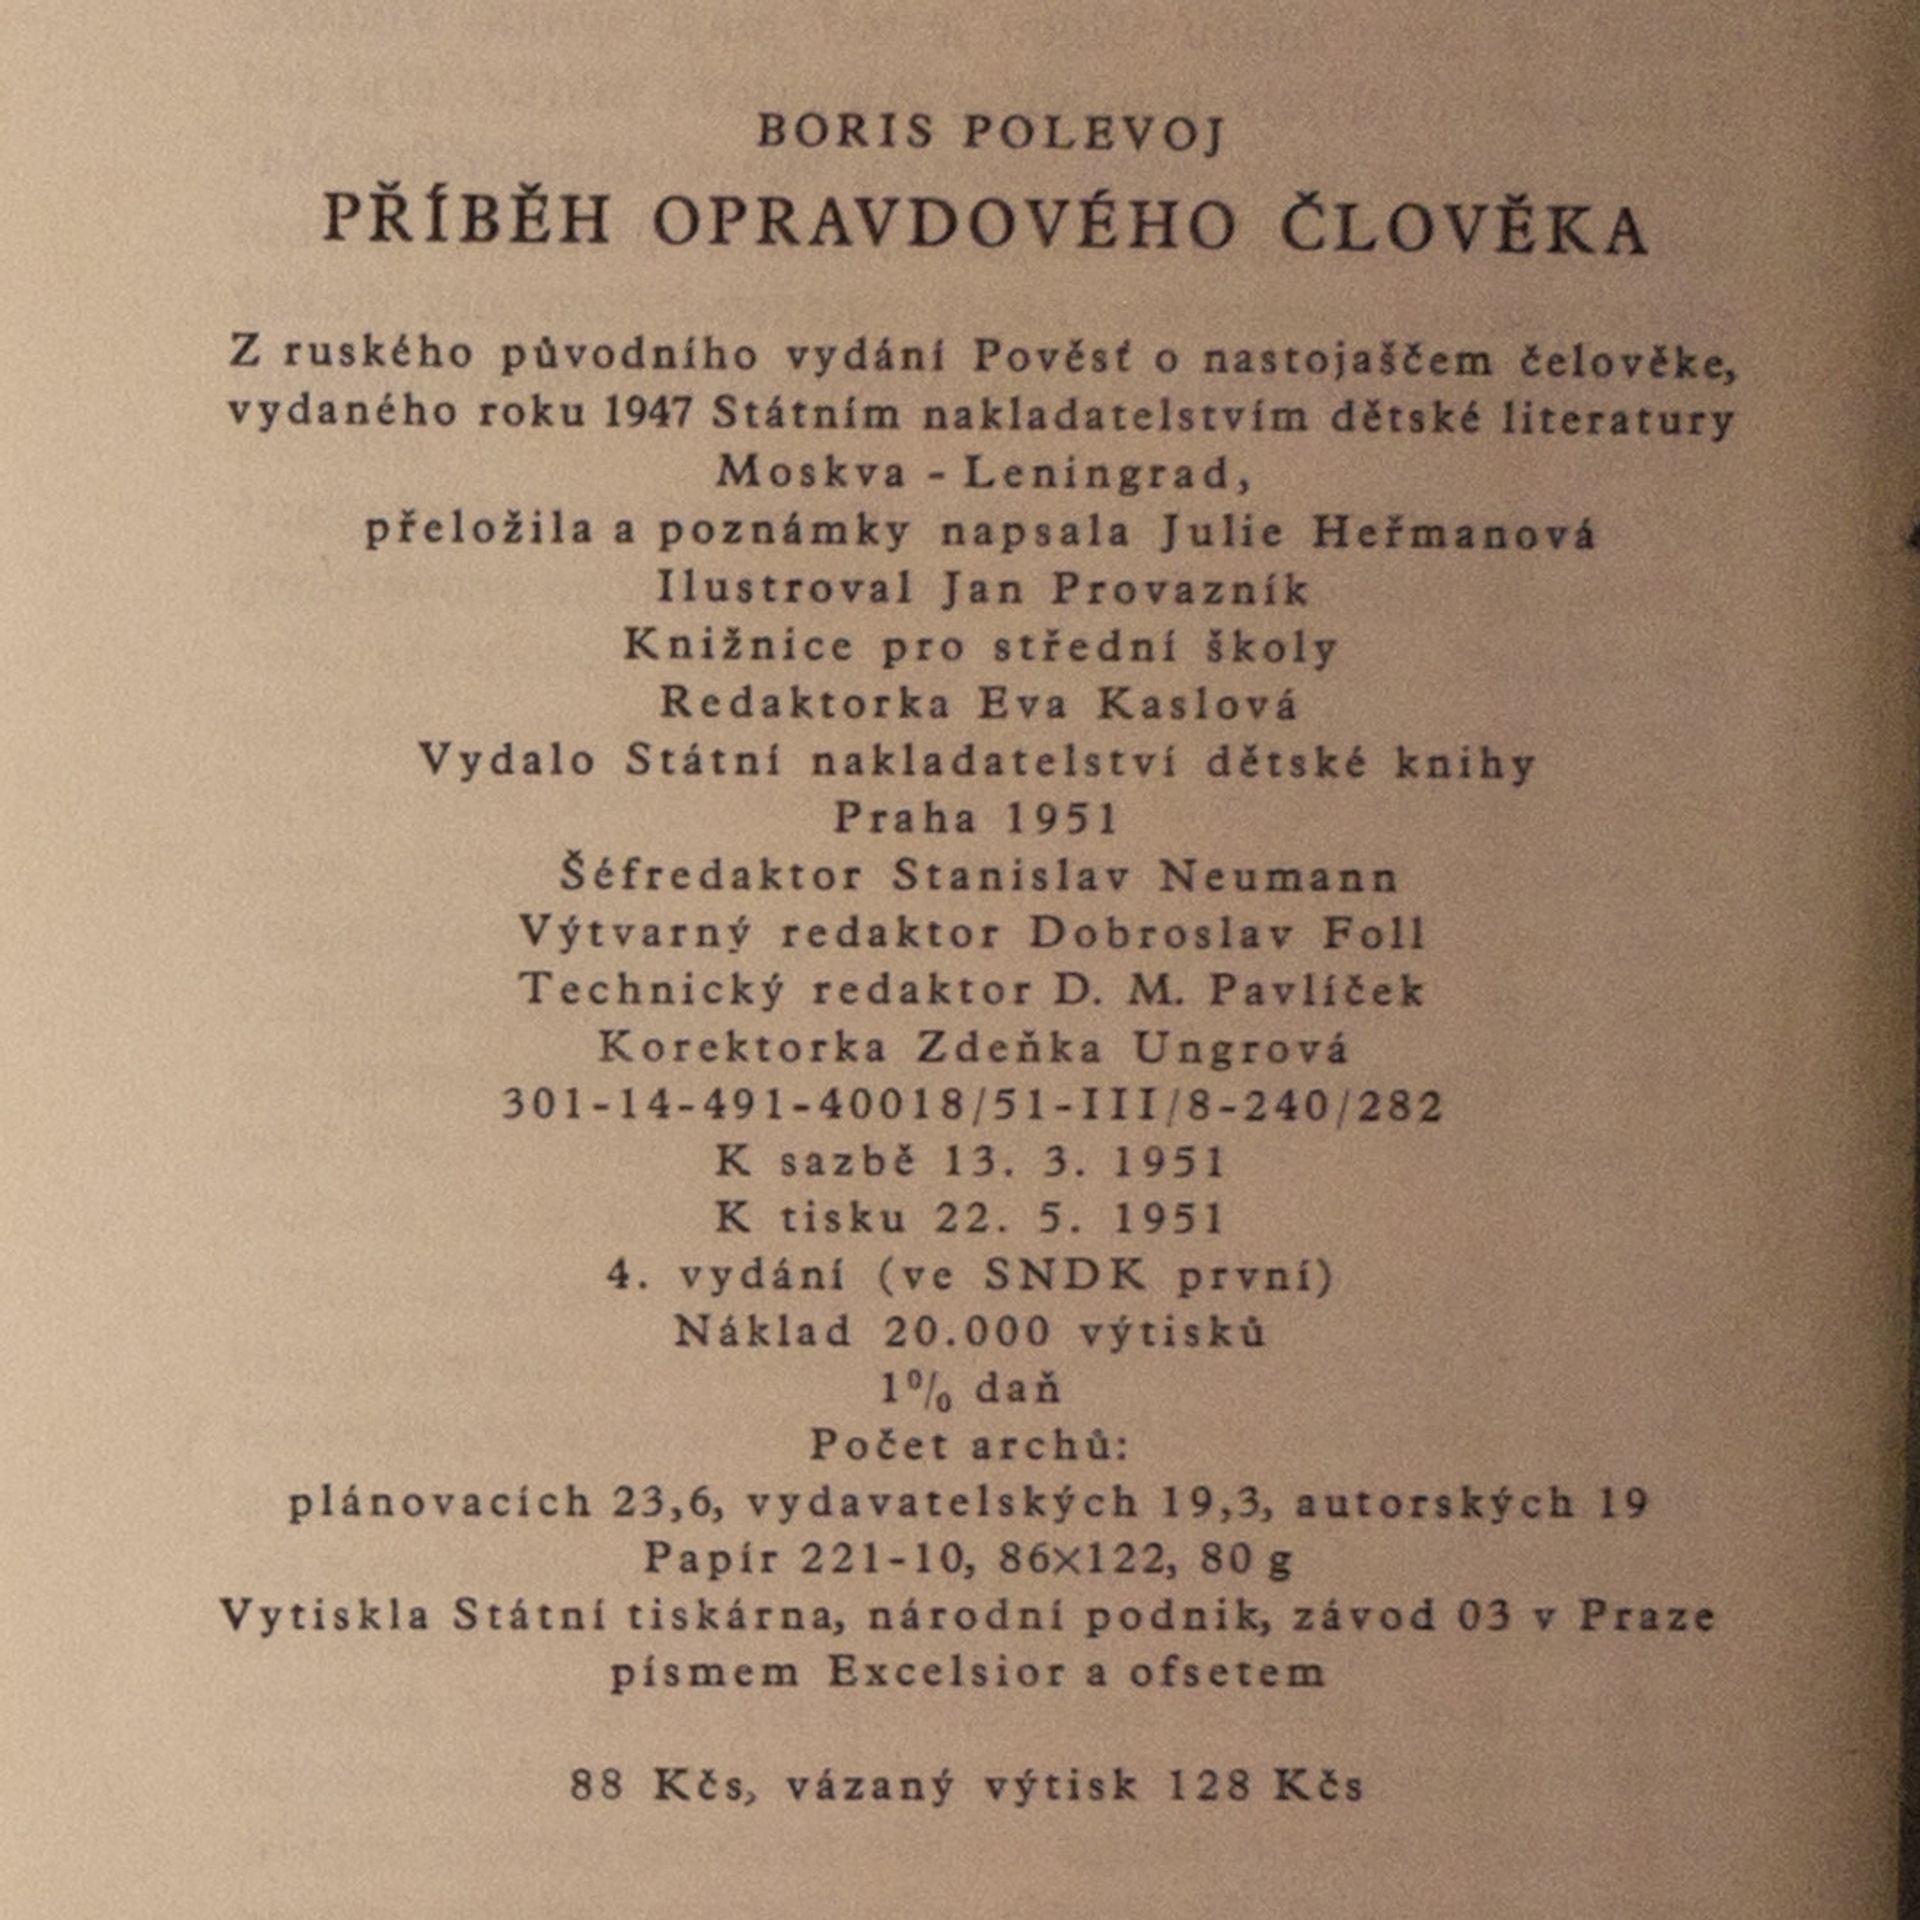 BORIS POLEVOJ
PŘÍBĚH OPRAVDOVÉHO ČLOVĚKA
Z ruského původního vydání Pověsť o nastojaščem čelověke,
vydaného roku 1947 Státním nakladatelstvím dětské literatury
Moskva - Leningrad,
přeložila a poznámky napsala Julie Heřmanová
Ilustroval Jan Provazník
Knižnice pro střední školy
Redaktorka Eva Kaslová
Vydalo Státní nakladatelství dětské knihy
Praha 1951
Šéfredaktor Stanislav Neumann
Výtvarný redaktor Dobroslav Foll
Technický redaktor D. M. Pavlíček
Korektorka Zdeňka Ungrová
301-14-491-40018/51-III/8-240/282
K sazbě 13. 3. 1951
K tisku 22. 5. 1951
4. vydání (ve SNDK první)
Náklad 20.000 výtisků
1% daň
Počet archů:
plánovacích 23,6, vydavatelských 19,3, autorských 19
Papír 221-10, 86×122, 80 g
Vytiskla Státní tiskárna, národní podnik, závod 03 v Praze
písmem Excelsior a ofsetem
88 Kčs, vázaný výtisk 128 Kčs